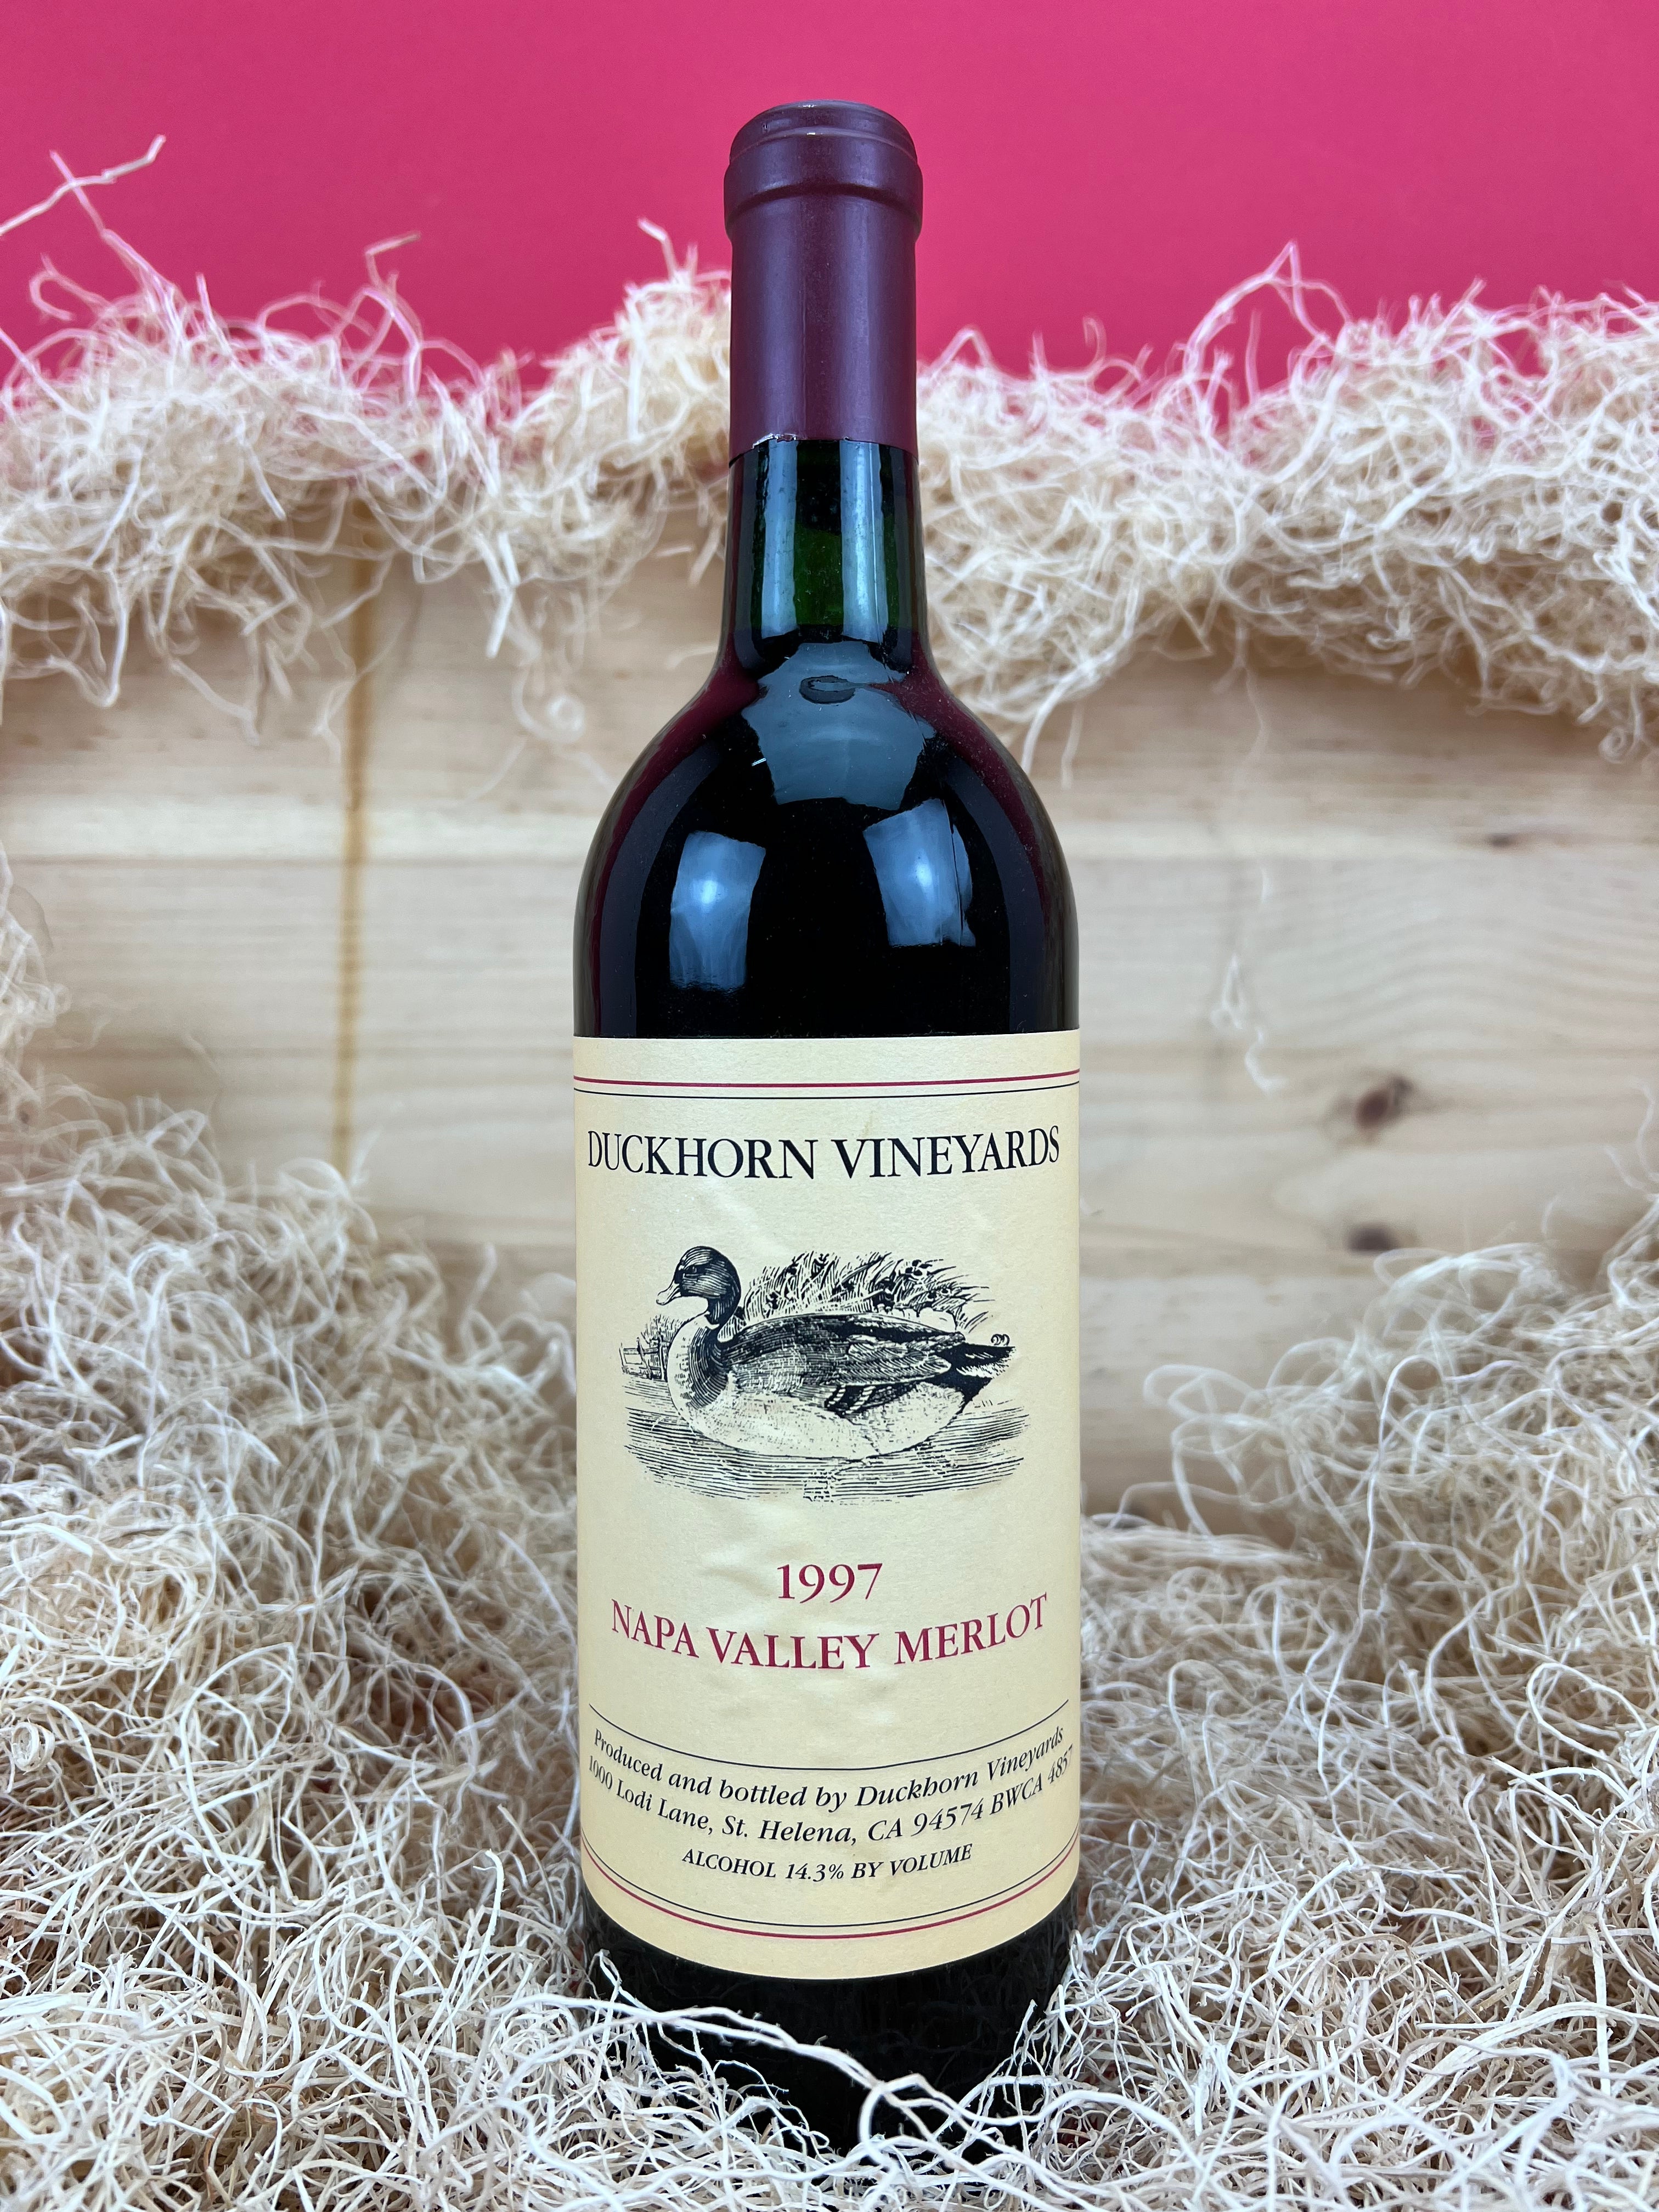 DUCKHORN VINEYARDS
1997
NAPA VALLEY MERLOT
Produced and bottled by Duckhorn Vineyards
1000 Lodi Lane, St. Helena, CA 94574 BWCA 4857
ALCOHOL 14.3% BY VOLUME